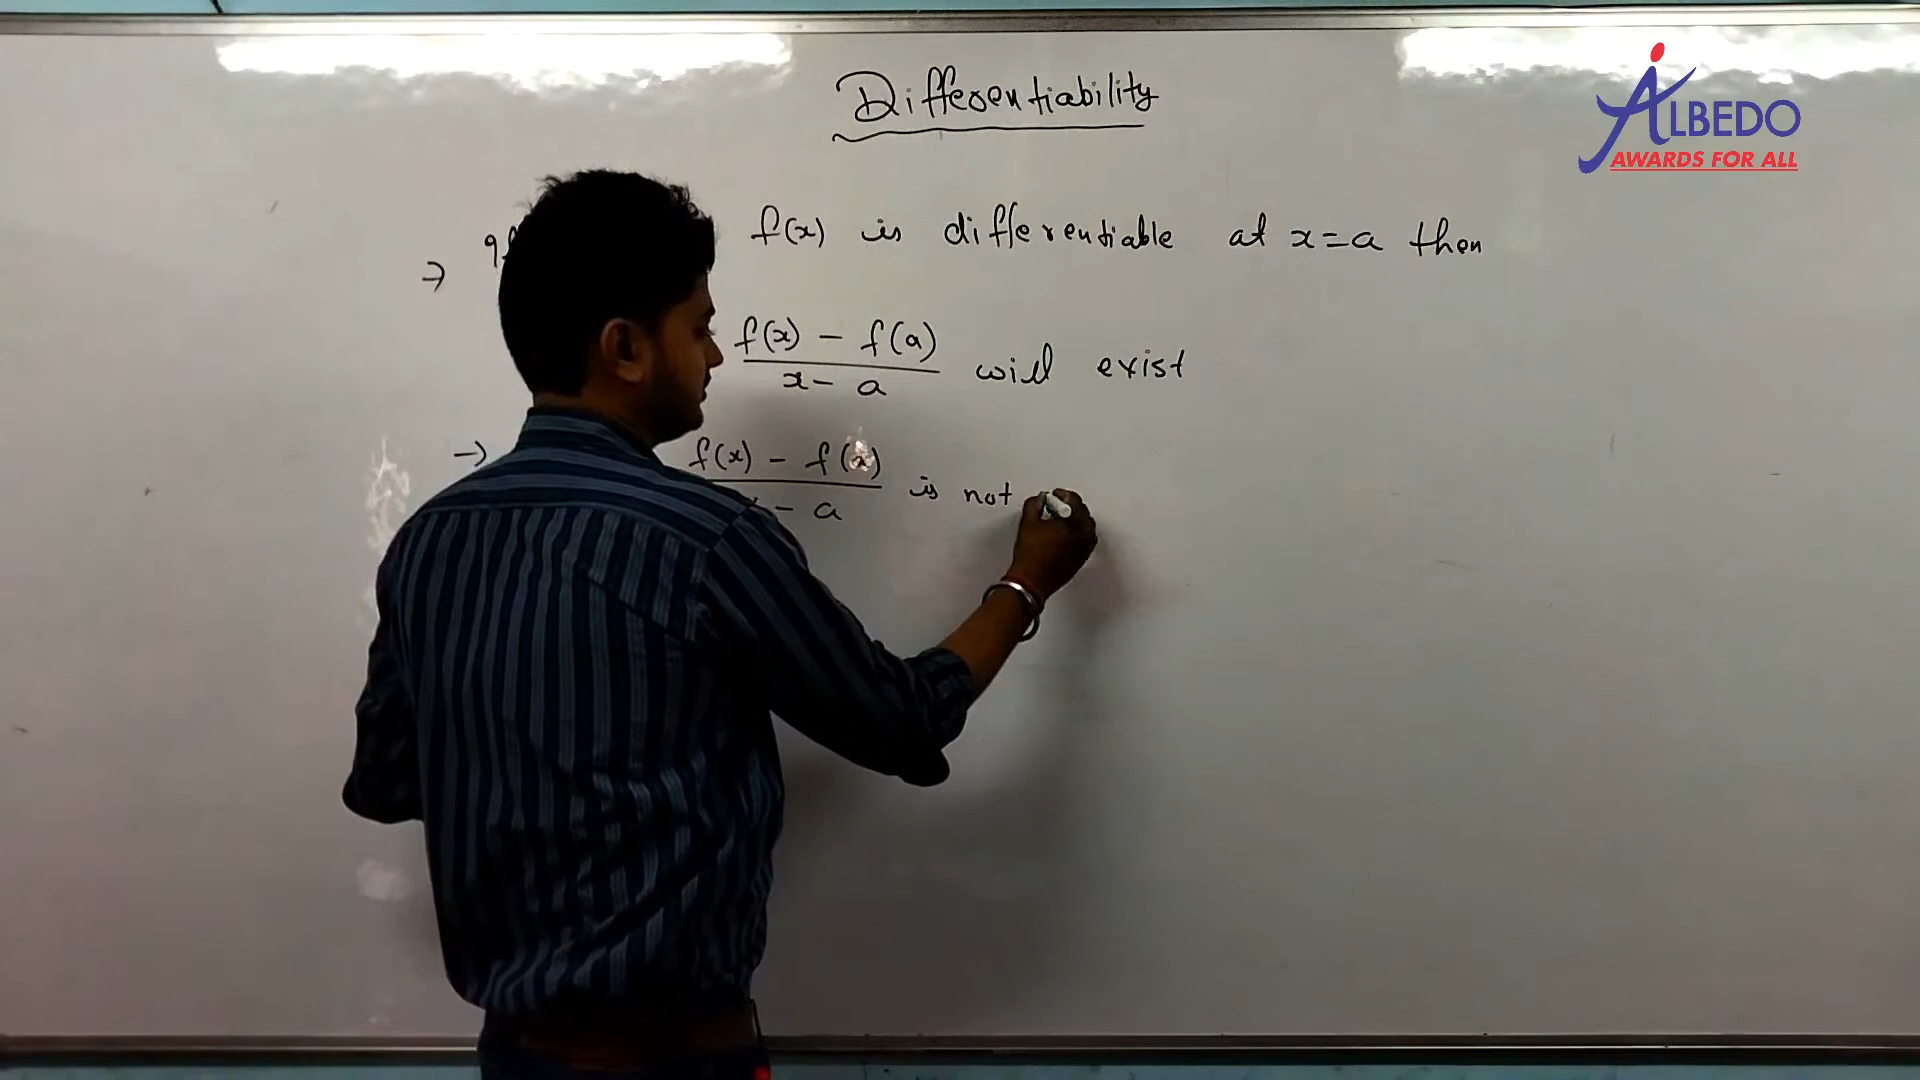 Differentiability
ALBEDO
AWARDS FOR ALL
→ f(x) is differentiable at x=a then
f(x) - f(a)
x - a will exist
→ f(x) - f(a)
- a is not